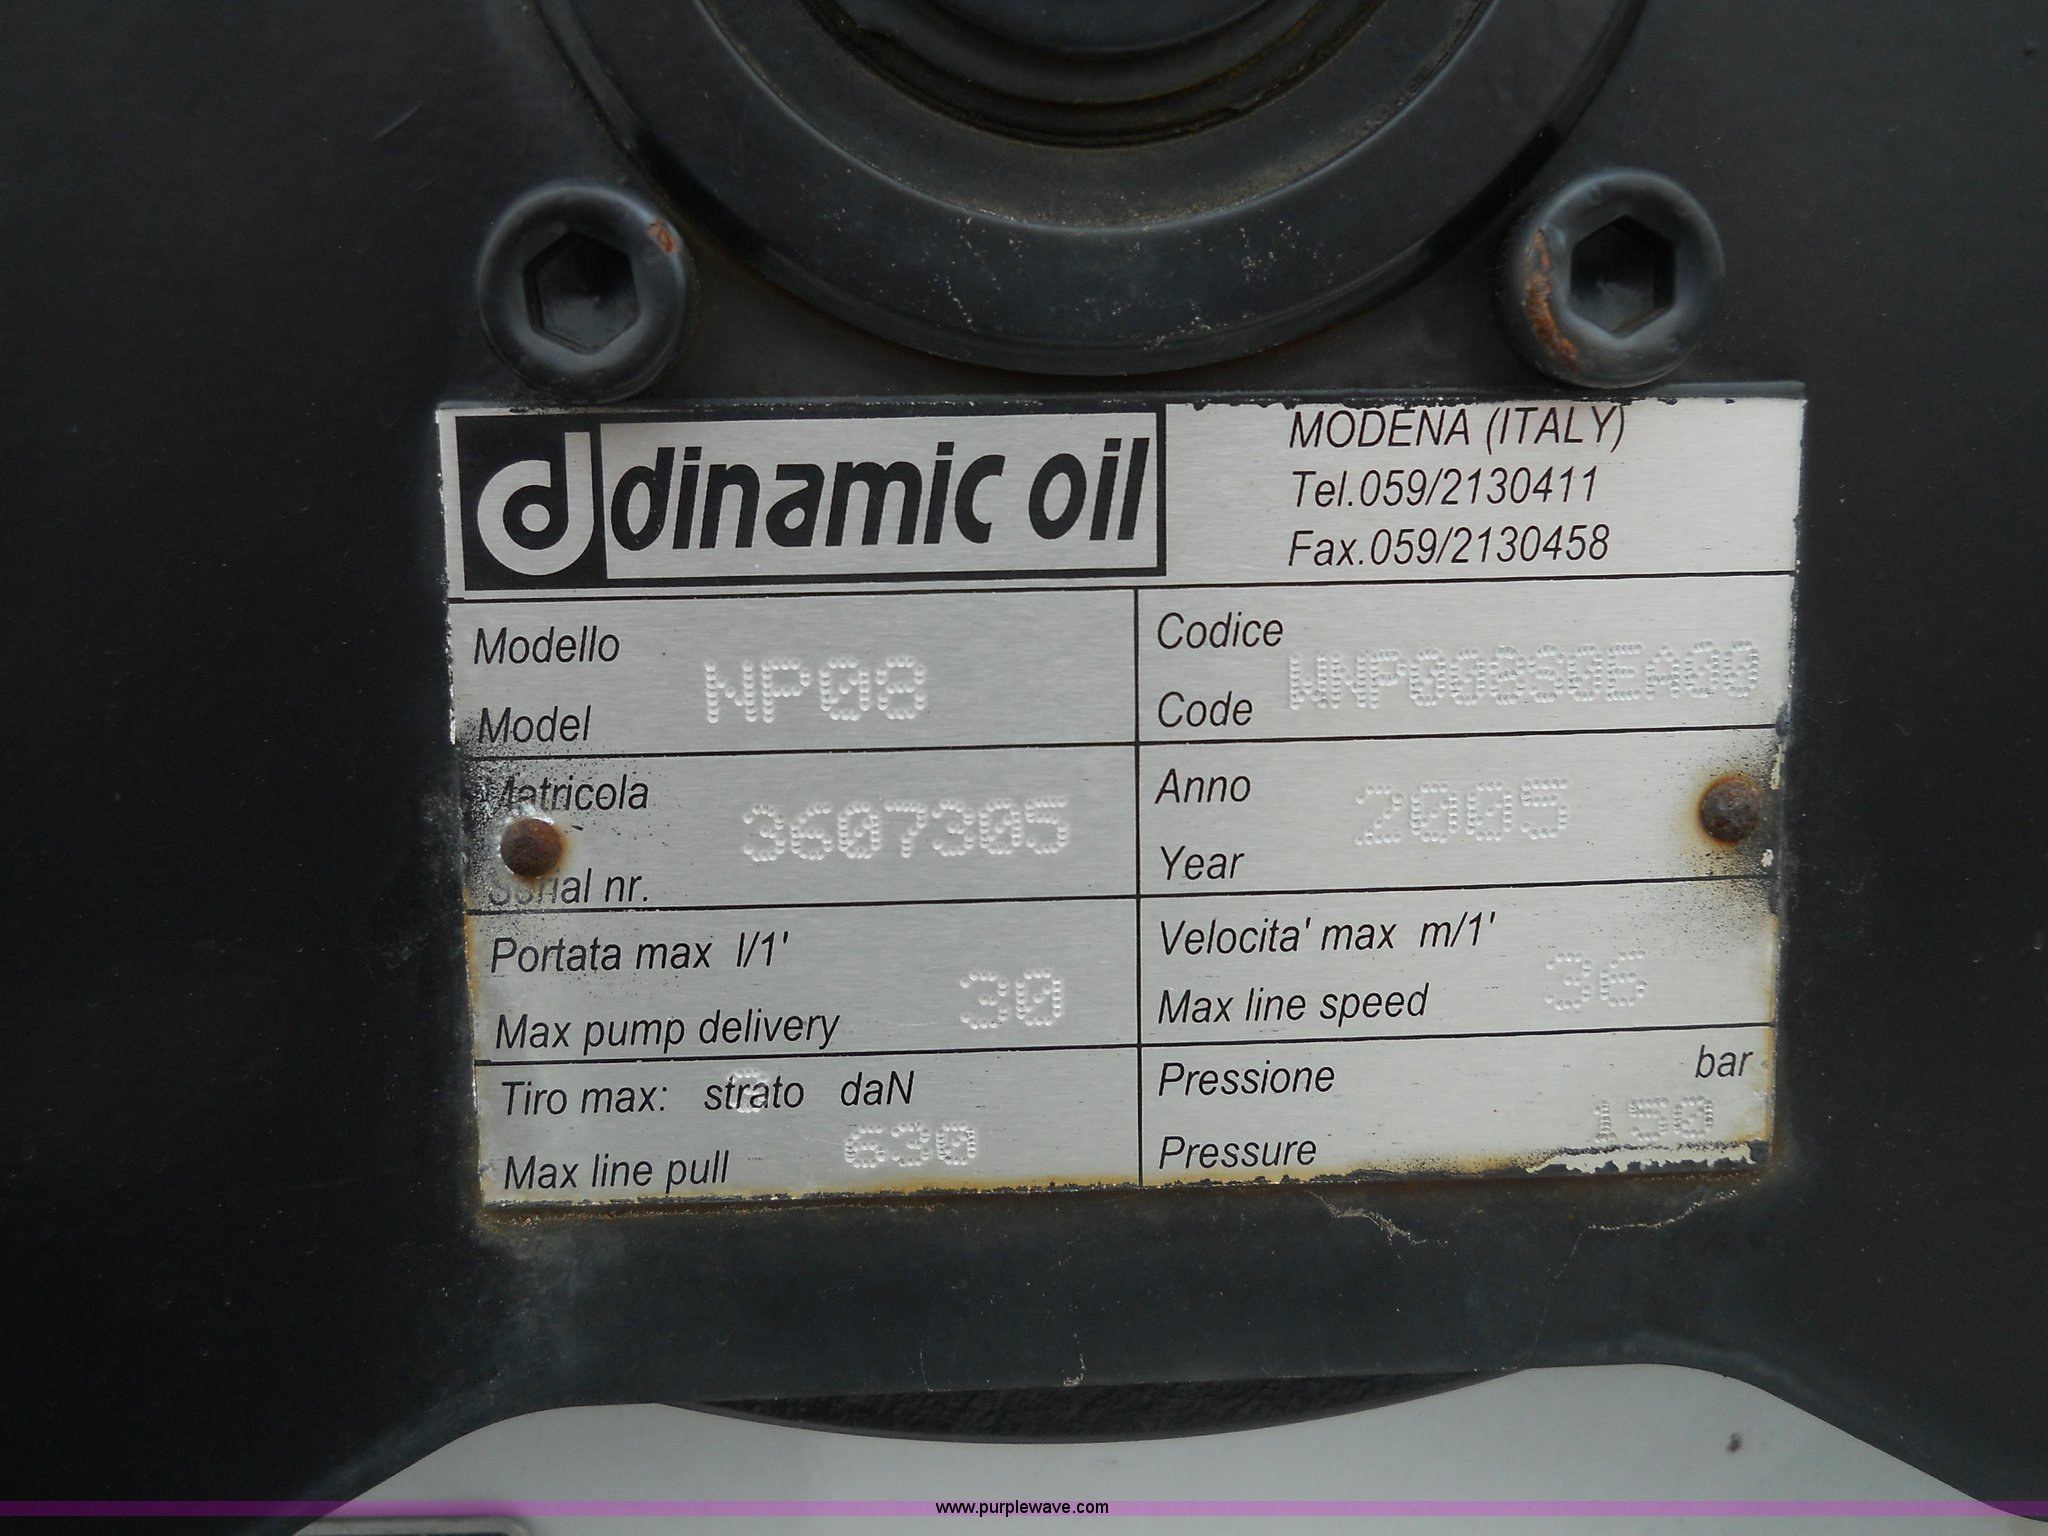 d dinamic oil
MODENA (ITALY)
Tel.059/2130411
Fax.059/2130458
Modello
Model
NP08
Codice
Code
Matricola
Serial nr.
3607305
Anno
Year
2005
Portata max l/1'
Max pump delivery
30
Velocita' max m/1'
Max line speed
36
Tiro max: strato daN
Max line pull
630
Pressione bar
Pressure
150
www.purplewave.com